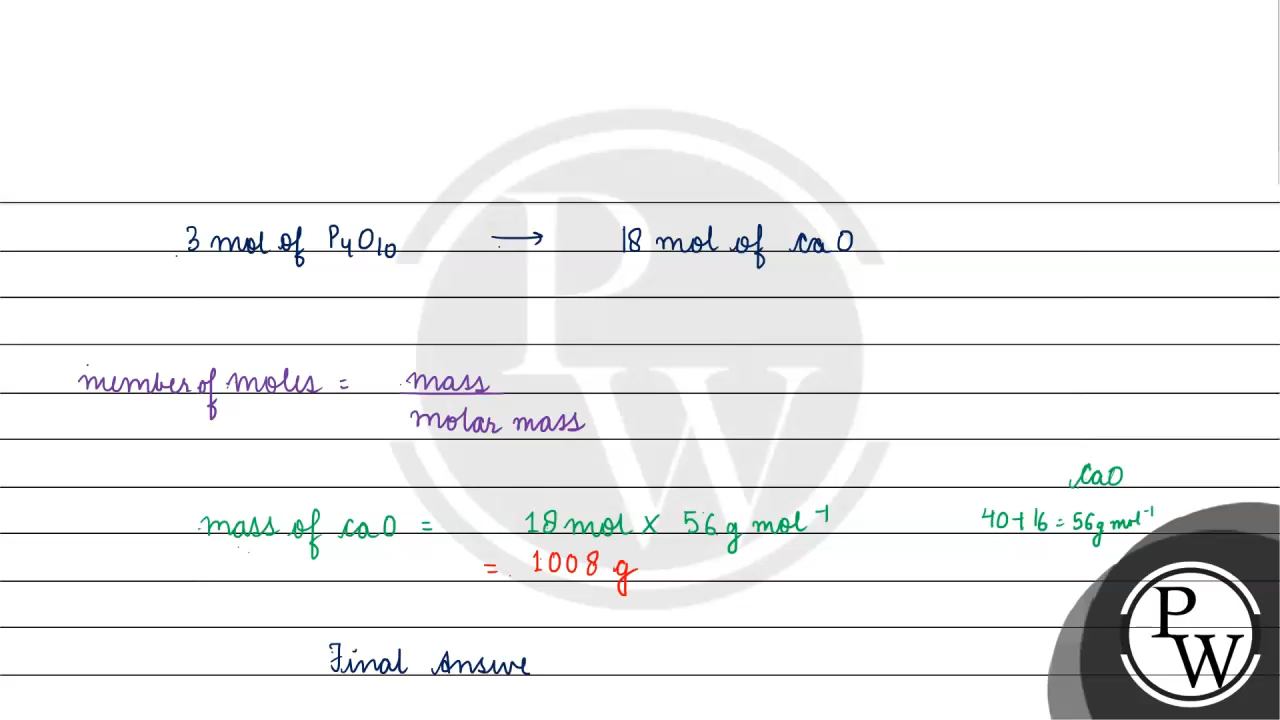 3 mol of P₄O₁₀ ⟶ 18 mol of CaO
number of moles = mass
molar mass
CaO
mass of CaO = 18 mol × 56 g mol⁻¹
40+16 = 56 g mol⁻¹
= 1008 g
Final Answe
P
W
P
W